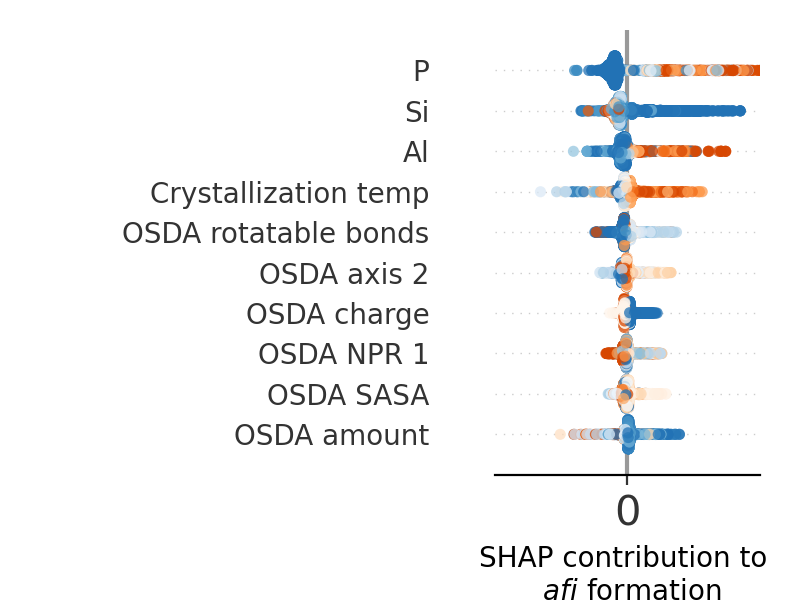 P
Si
Al
Crystallization temp
OSDA rotatable bonds
OSDA axis 2
OSDA charge
OSDA NPR 1
OSDA SASA
OSDA amount
0
SHAP contribution to
afi formation